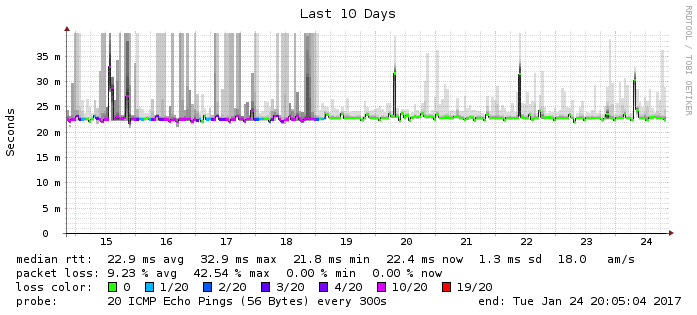 Last 10 Days
RRDTOOL / TOBI OETIKER
Seconds
35 m
30 m
25 m
20 m
15 m
10 m
5 m
0
15 16 17 18 19 20 21 22 23 24
median rtt: 22.9 ms avg 32.9 ms max 21.8 ms min 22.4 ms now 1.3 ms sd 18.0 am/s
packet loss: 9.23 % avg 42.54 % max 0.00 % min 0.00 % now
loss color: 0 1/20 2/20 3/20 4/20 10/20 19/20
probe: 20 ICMP Echo Pings (56 Bytes) every 300s end: Tue Jan 24 20:05:04 2017